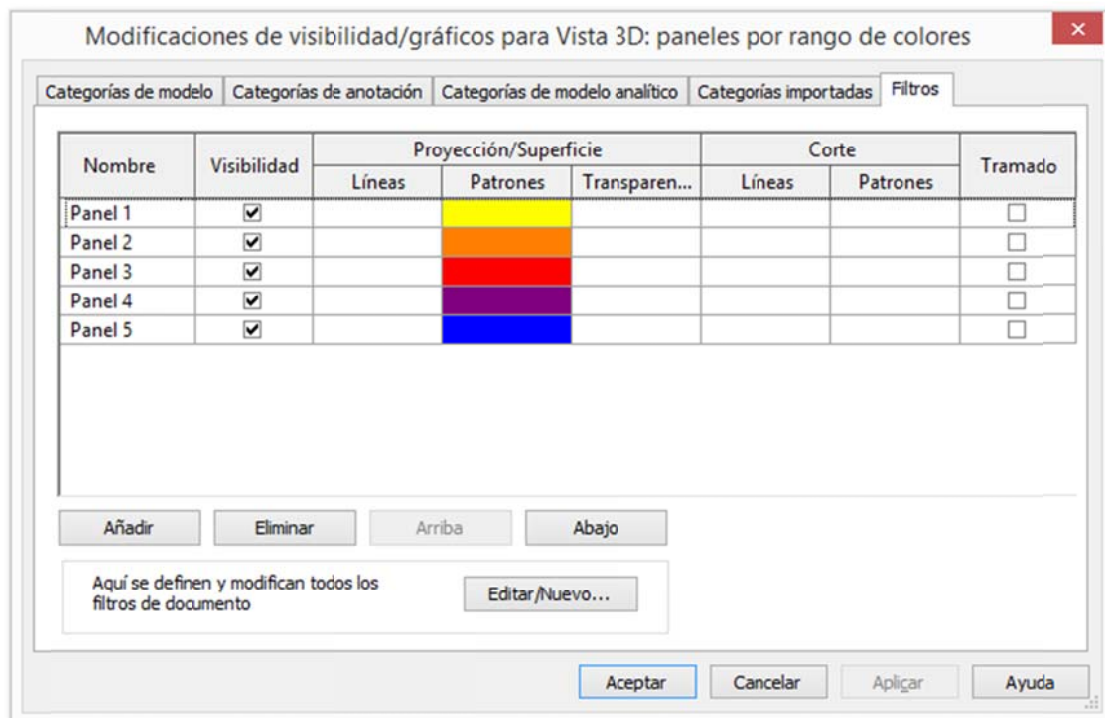 Modificaciones de visibilidad/gráficos para Vista 3D: paneles por rango de colores
Categorías de modelo Categorías de anotación Categorías de modelo analítico Categorías importadas Filtros
Nombre Visibilidad Proyección/Superficie Corte Tramado
Líneas Patrones Transparen... Líneas Patrones
Panel 1
Panel 2
Panel 3
Panel 4
Panel 5
Añadir Eliminar Arriba Abajo
Aquí se definen y modifican todos los
filtros de documento
Editar/Nuevo...
Aceptar Cancelar Aplicar Ayuda